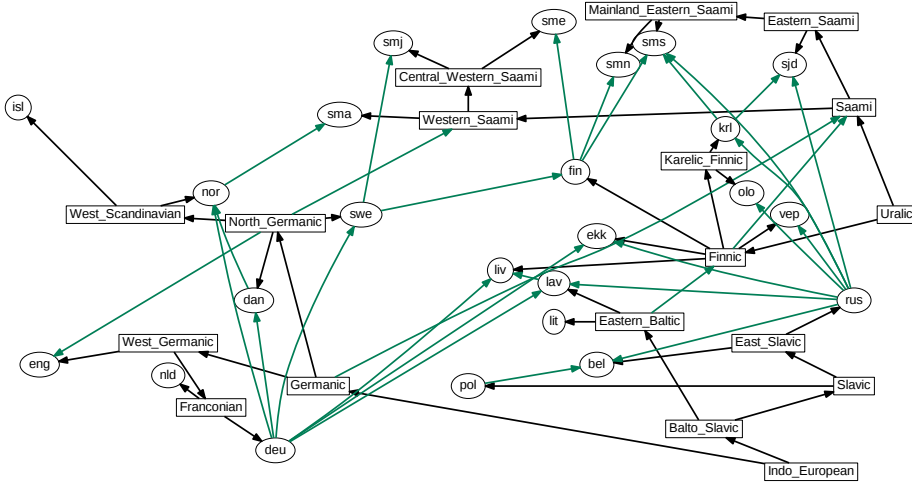 Mainland_Eastern_Saami
sme
Eastern_Saami
smj
sms
smn
sjd
Central_Western_Saami
isl
sma
Western_Saami
Saami
krl
Karelic_Finnic
fin
nor
olo
West_Scandinavian
North_Germanic
swe
vep
Uralic
ekk
Finnic
liv
lav
dan
rus
lit
Eastern_Baltic
West_Germanic
East_Slavic
eng
nld
bel
Germanic
pol
Slavic
Franconian
Balto_Slavic
deu
Indo_European